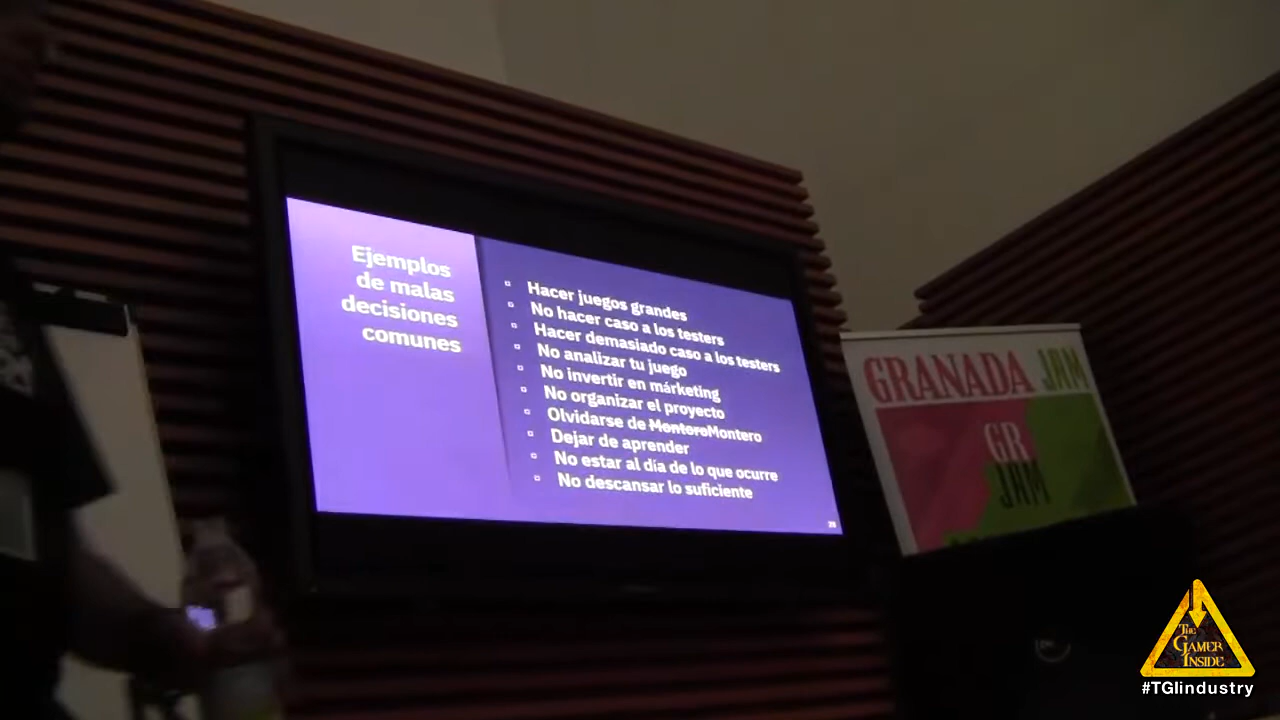 Ejemplos
de malas
decisiones
comunes
▫ Hacer juegos grandes
▫ No hacer caso a los testers
▫ Hacer demasiado caso a los testers
▫ No analizar tu juego
▫ No invertir en márketing
▫ No organizar el proyecto
▫ Olvidarse de MontoroMontero
▫ Dejar de aprender
▫ No estar al día de lo que ocurre
▫ No descansar lo suficiente
GRANADA JAM
GR
JAM
THE
GAMER
INSIDE
#TGIindustry